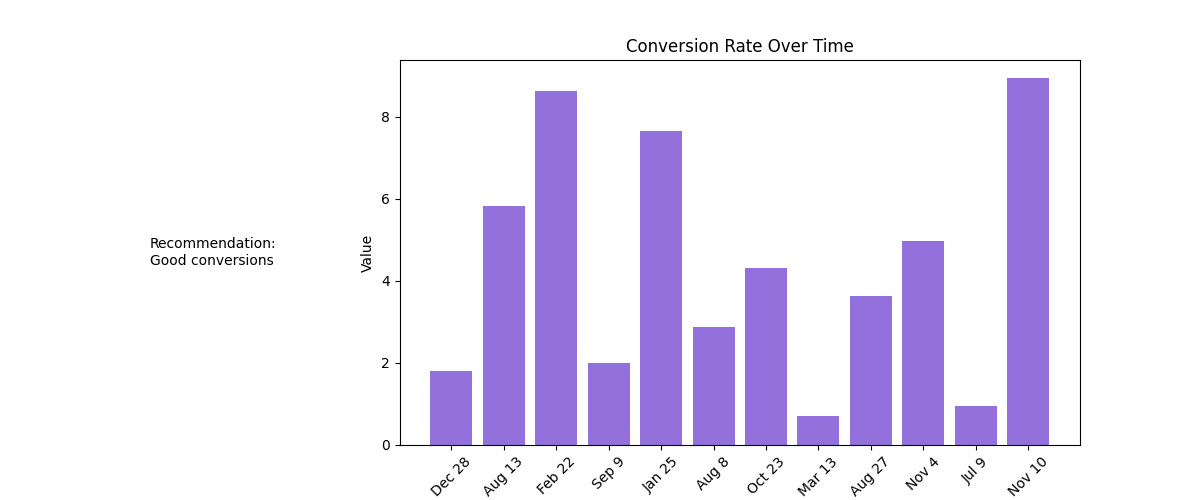 Conversion Rate Over Time
Recommendation:
Good conversions
Value
8
6
4
2
0
Dec 28
Aug 13
Feb 22
Sep 9
Jan 25
Aug 8
Oct 23
Mar 13
Aug 27
Nov 4
Jul 9
Nov 10